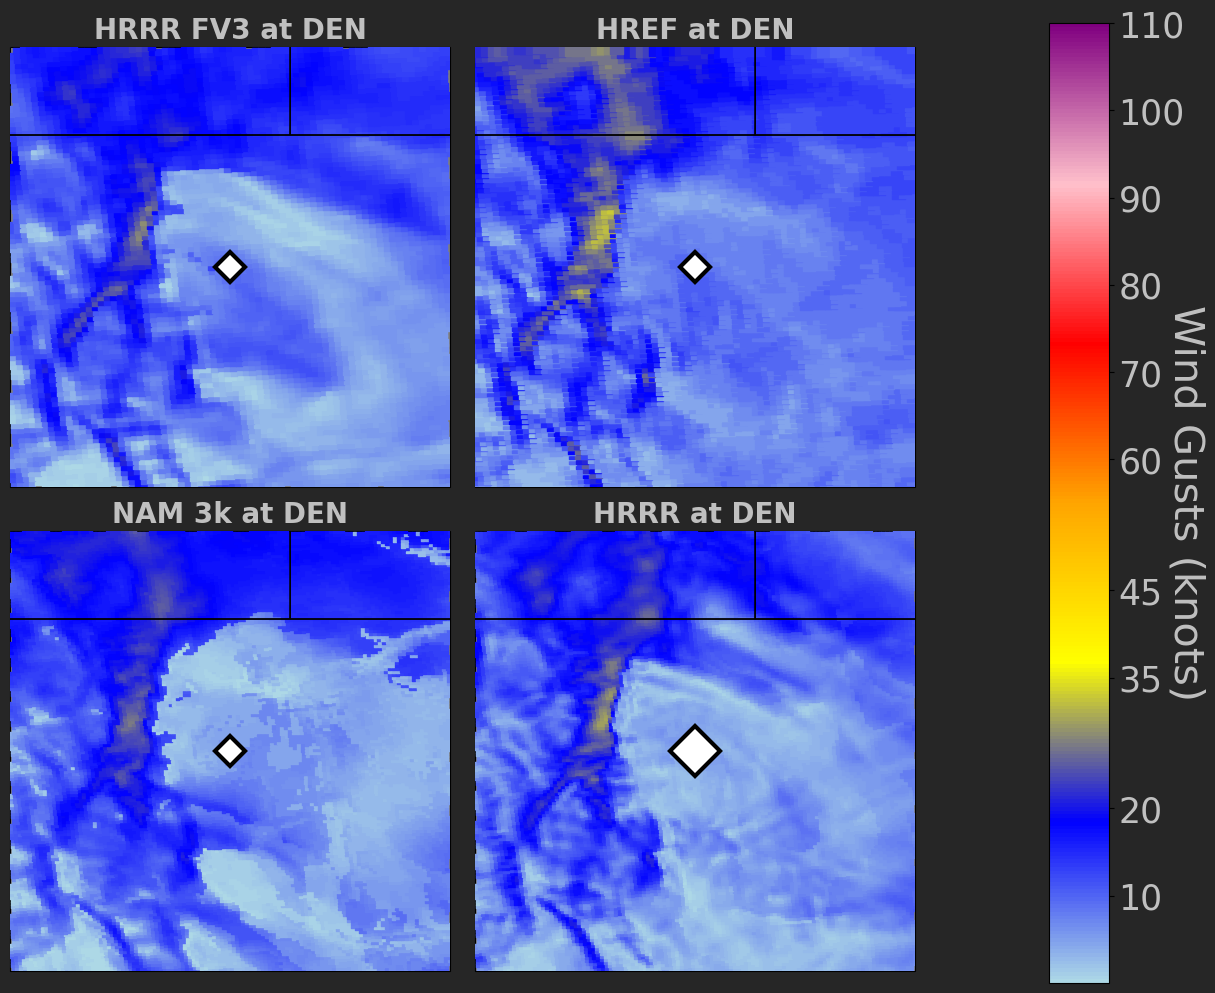 HRRR FV3 at DEN
HREF at DEN
NAM 3k at DEN
HRRR at DEN
110
100
90
80
70
60
45
35
20
10
Wind Gusts (knots)